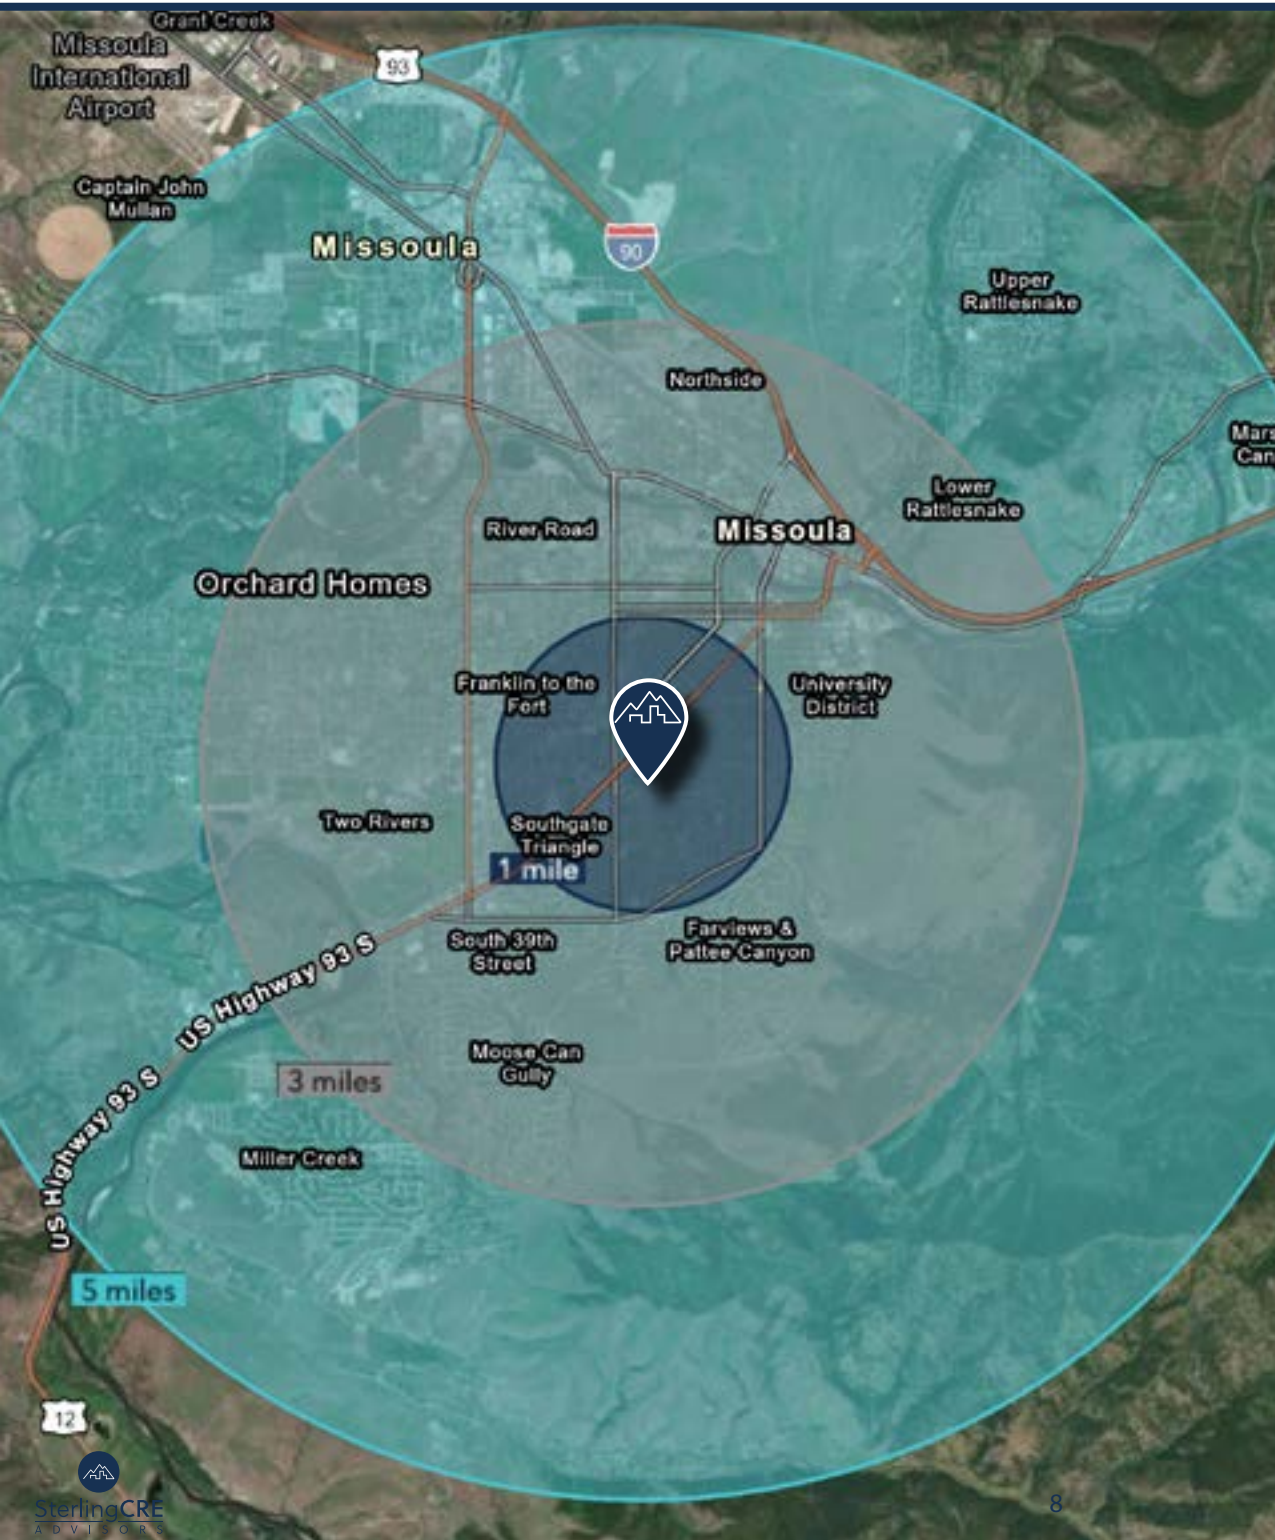 Grant Creek
Missoula
International
Airport
93
Captain John
Mullan
Missoula
90
Upper
Rattlesnake
Northside
Lower
Rattlesnake
River Road
Missoula
Orchard Homes
Franklin to the
Fort
University
District
Two Rivers
Southgate
Triangle
1 mile
South 39th
Street
Farviews &
Pattee Canyon
US Highway 93 S
Moose Can
Gully
3 miles
US Highway 93 S
Miller Creek
5 miles
12
SterlingCRE
ADVISORS
8